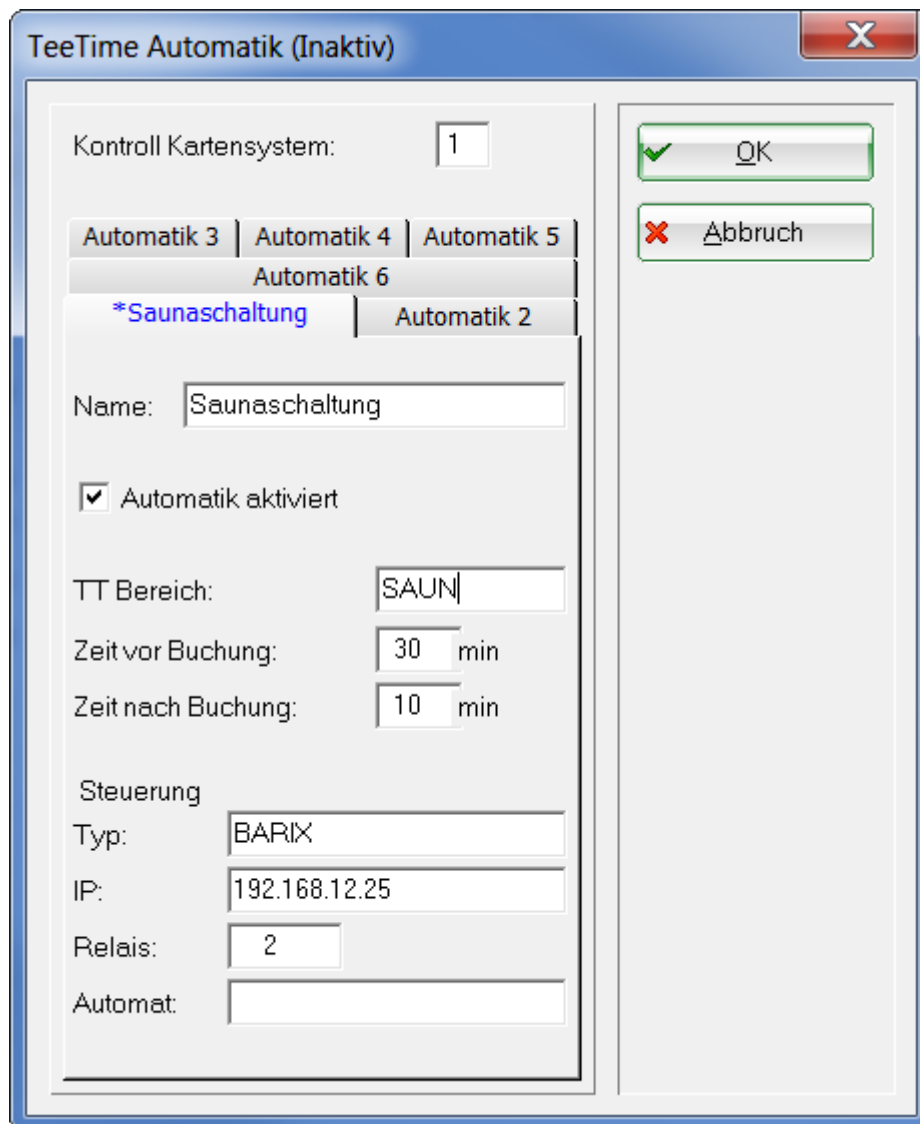 TeeTime Automatik (Inaktiv)
X
Kontroll Kartensystem: 1
OK
Abbruch
Automatik 3 Automatik 4 Automatik 5
Automatik 6
*Saunaschaltung Automatik 2
Name: Saunaschaltung
Automatik aktiviert
TT Bereich: SAUN
Zeit vor Buchung: 30 min
Zeit nach Buchung: 10 min
Steuerung
Typ: BARIX
IP: 192.168.12.25
Relais: 2
Automat: